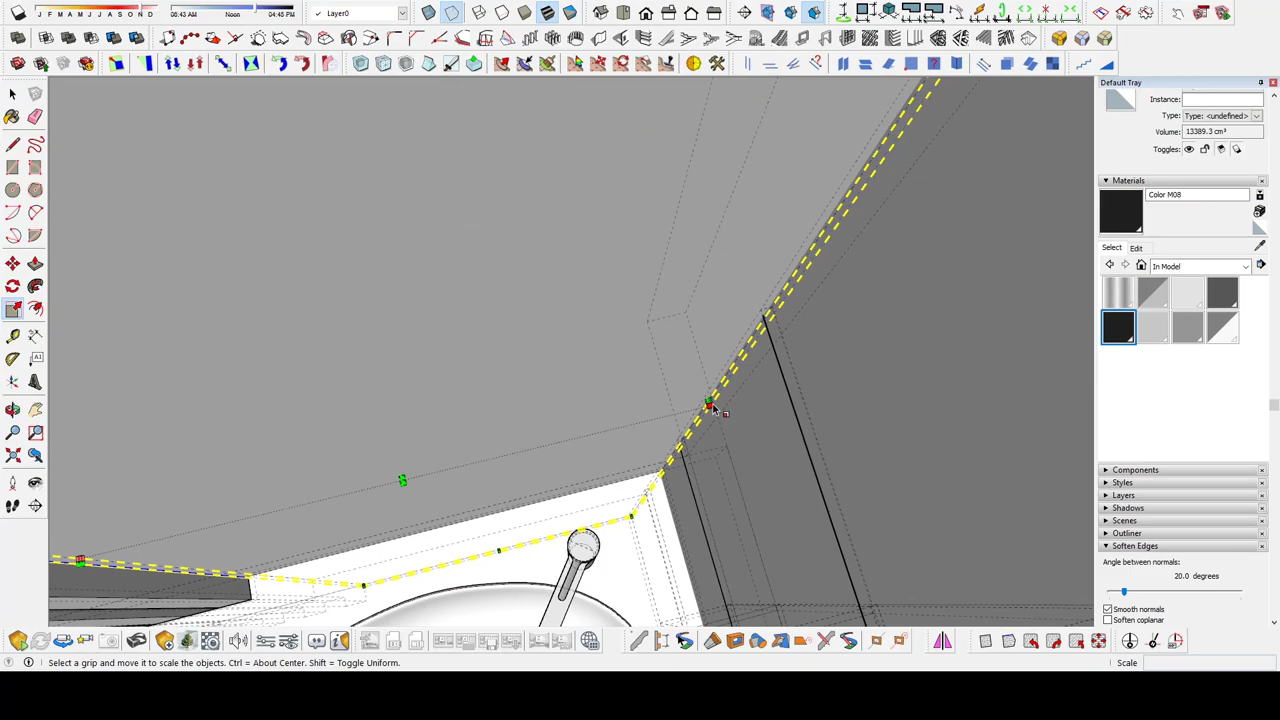 J F M A M J J A S O N D
06:43 AM
Noon
04:45 PM
Layer0
Default Tray
Instance:
Type:
Type: <undefined>
Volume:
13389.3 cm³
Toggles:
Materials
Color M08
Select
Edit
In Model
A1
Components
Styles
Layers
Shadows
Scenes
Outliner
Soften Edges
Angle between normals:
20.0 degrees
Smooth normals
Soften coplanar
Select a grip and move it to scale the objects. Ctrl = About Center. Shift = Toggle Uniform.
Scale